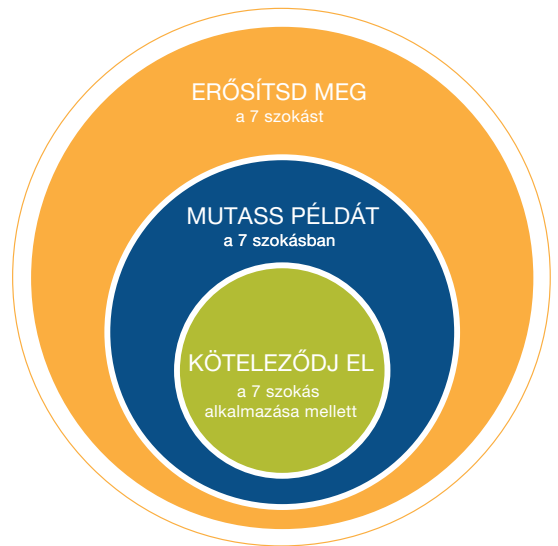 ERŐSÍTSD MEG
a 7 szokást
MUTASS PÉLDÁT
a 7 szokásban
KÖTELEZŐDJ EL
a 7 szokás
alkalmazása mellett